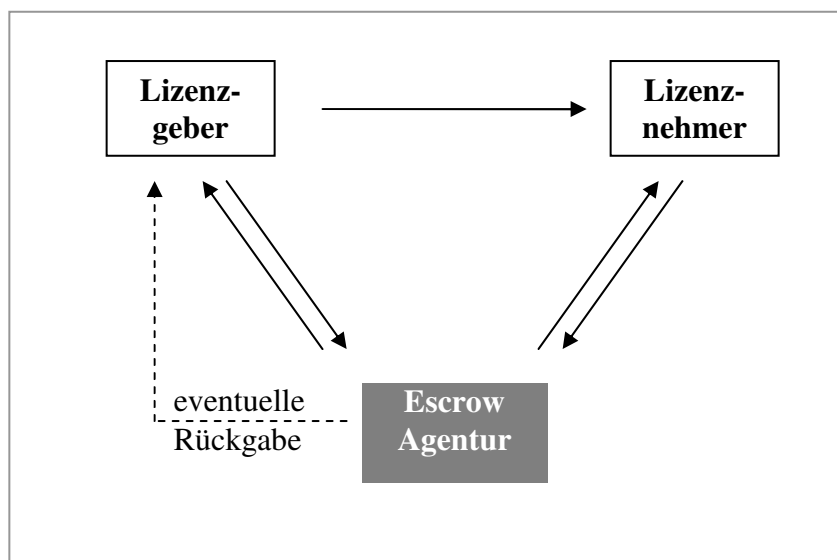 Lizenz-
geber
Lizenz-
nehmer
eventuelle
Rückgabe
Escrow
Agentur